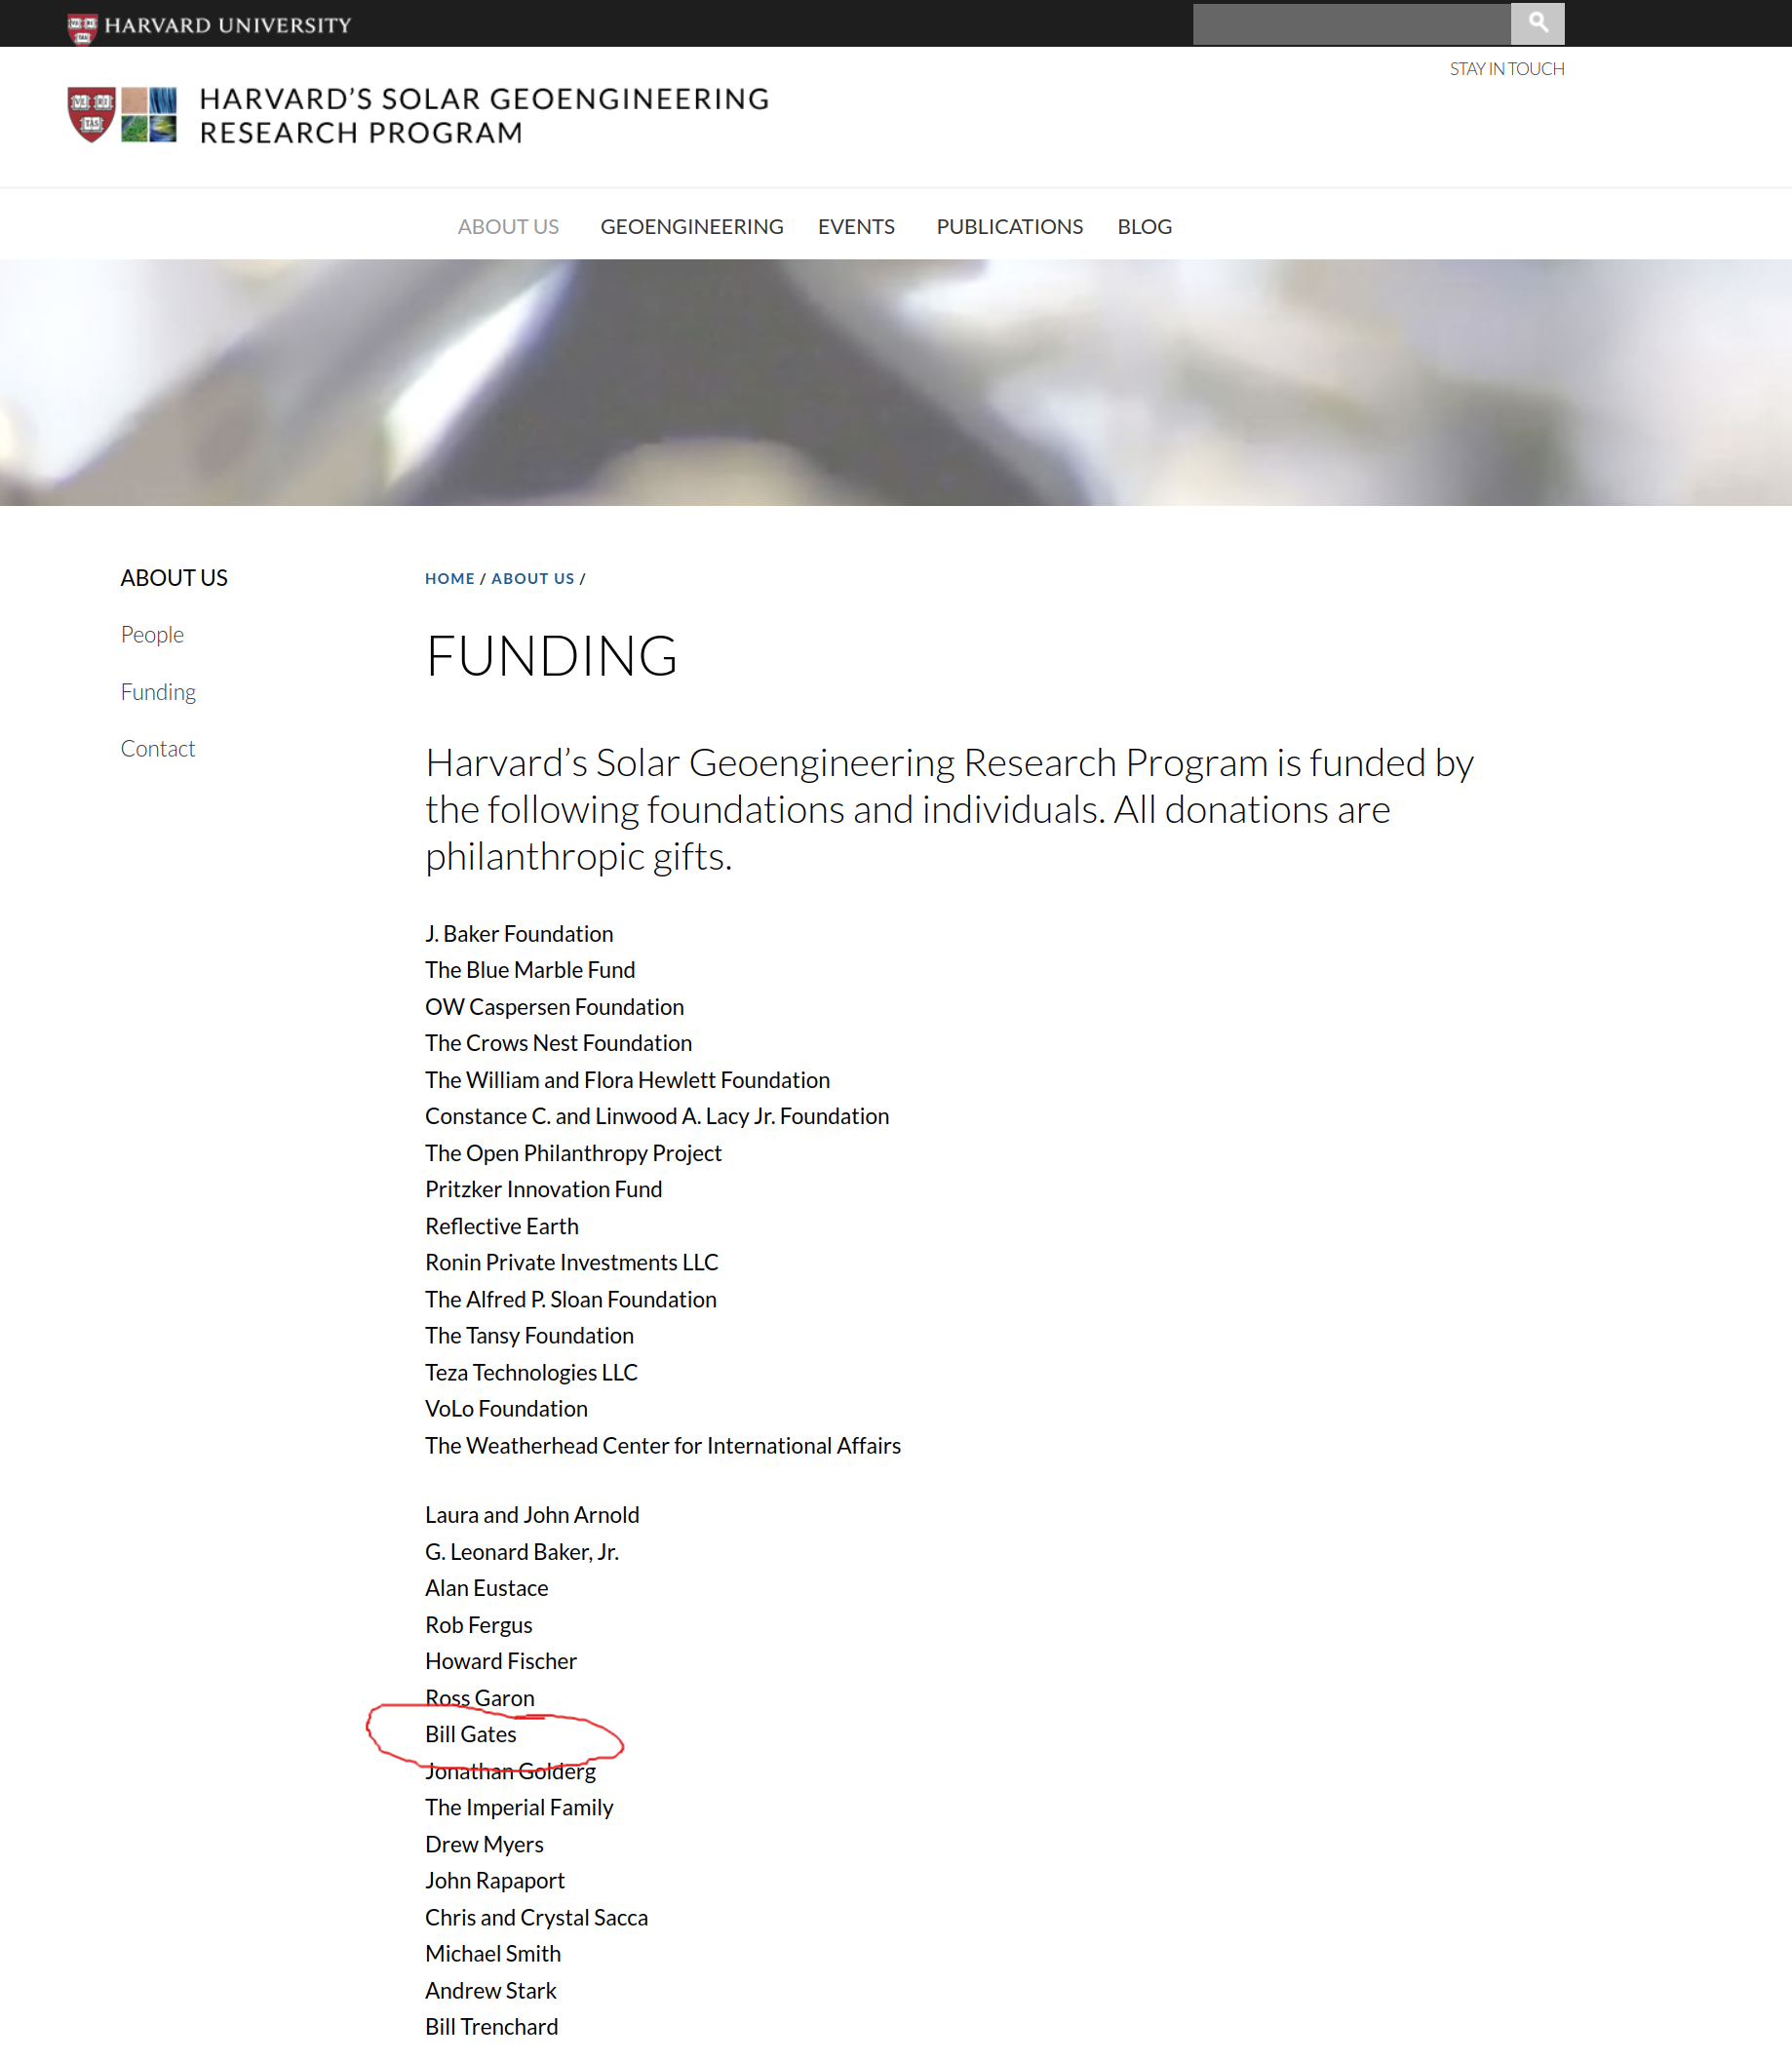 HARVARD UNIVERSITY
STAY IN TOUCH
HARVARD'S SOLAR GEOENGINEERING
RESEARCH PROGRAM
ABOUT US GEOENGINEERING EVENTS PUBLICATIONS BLOG
ABOUT US
People
Funding
Contact
HOME / ABOUT US /
FUNDING
Harvard's Solar Geoengineering Research Program is funded by
the following foundations and individuals. All donations are
philanthropic gifts.
J. Baker Foundation
The Blue Marble Fund
OW Caspersen Foundation
The Crows Nest Foundation
The William and Flora Hewlett Foundation
Constance C. and Linwood A. Lacy Jr. Foundation
The Open Philanthropy Project
Pritzker Innovation Fund
Reflective Earth
Ronin Private Investments LLC
The Alfred P. Sloan Foundation
The Tansy Foundation
Teza Technologies LLC
VoLo Foundation
The Weatherhead Center for International Affairs
Laura and John Arnold
G. Leonard Baker, Jr.
Alan Eustace
Rob Fergus
Howard Fischer
Ross Garon
Bill Gates
Jonathan Golderg
The Imperial Family
Drew Myers
John Rapaport
Chris and Crystal Sacca
Michael Smith
Andrew Stark
Bill Trenchard